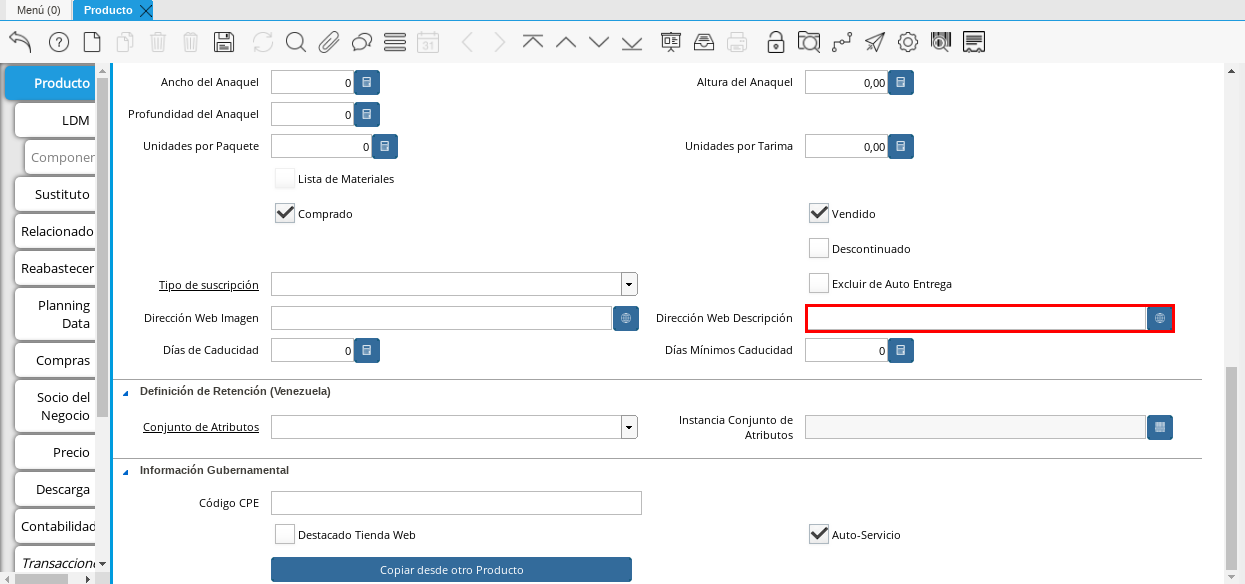 Menú (0)
Producto
31
Producto
LDM
Componen
Sustituto
Relacionado
Reabastecer
Planning
Data
Compras
Socio del
Negocio
Precio
Descarga
Contabilidad
Transaccione
Ancho del Anaquel 0 Altura del Anaquel 0,00
Profundidad del Anaquel 0
Unidades por Paquete 0 Unidades por Tarima 0,00
Lista de Materiales
Comprado Vendido
Descontinuado
Tipo de suscripción Excluir de Auto Entrega
Dirección Web Imagen Dirección Web Descripción
Días de Caducidad 0 Días Mínimos Caducidad 0
Definición de Retención (Venezuela)
Conjunto de Atributos Instancia Conjunto de
Atributos
Información Gubernamental
Código CPE
Destacado Tienda Web Auto-Servicio
Copiar desde otro Producto